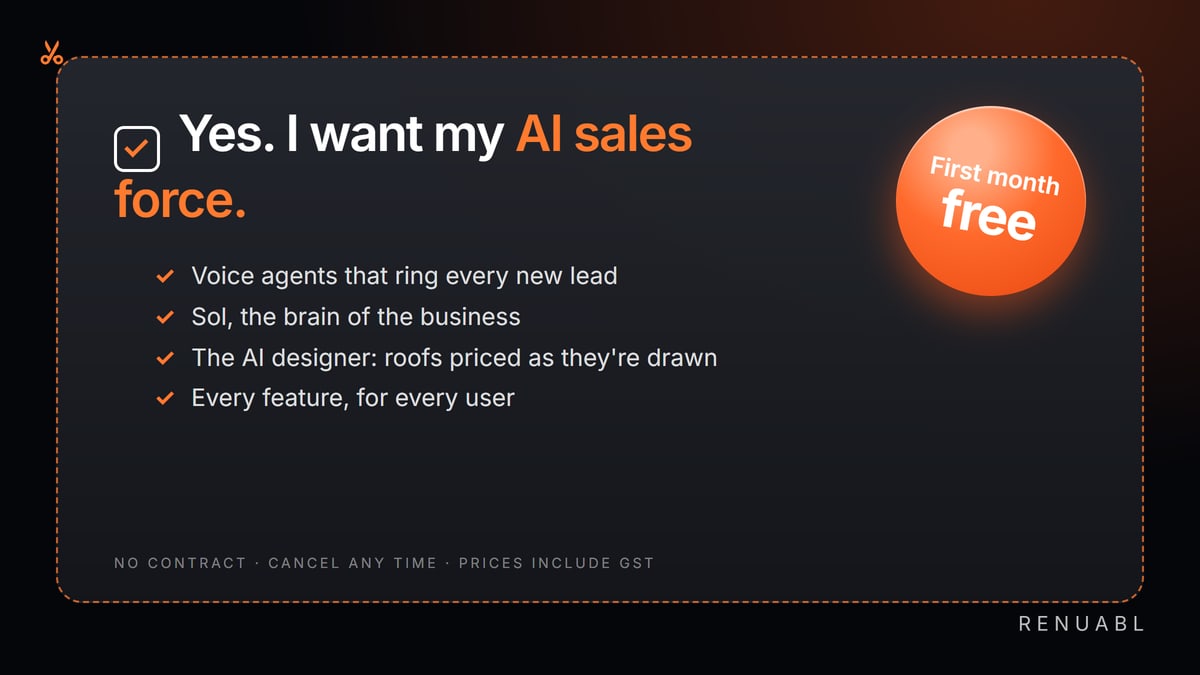 Yes. I want my AI sales
force.
First month
free
Voice agents that ring every new lead
Sol, the brain of the business
The AI designer: roofs priced as they're drawn
Every feature, for every user
NO CONTRACT · CANCEL ANY TIME · PRICES INCLUDE GST
RENUABL